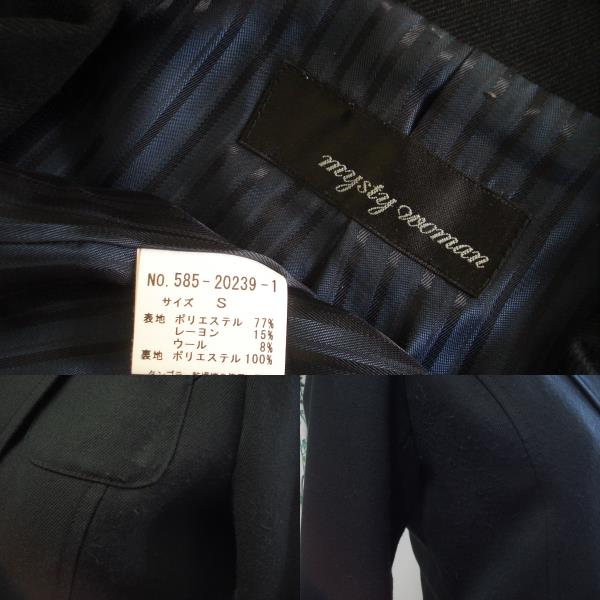 mysty woman
NO. 585-20239-1
サイズ S
表地 ポリエステル 77%
レーヨン 15%
ウール 8%
裏地 ポリエステル 100%